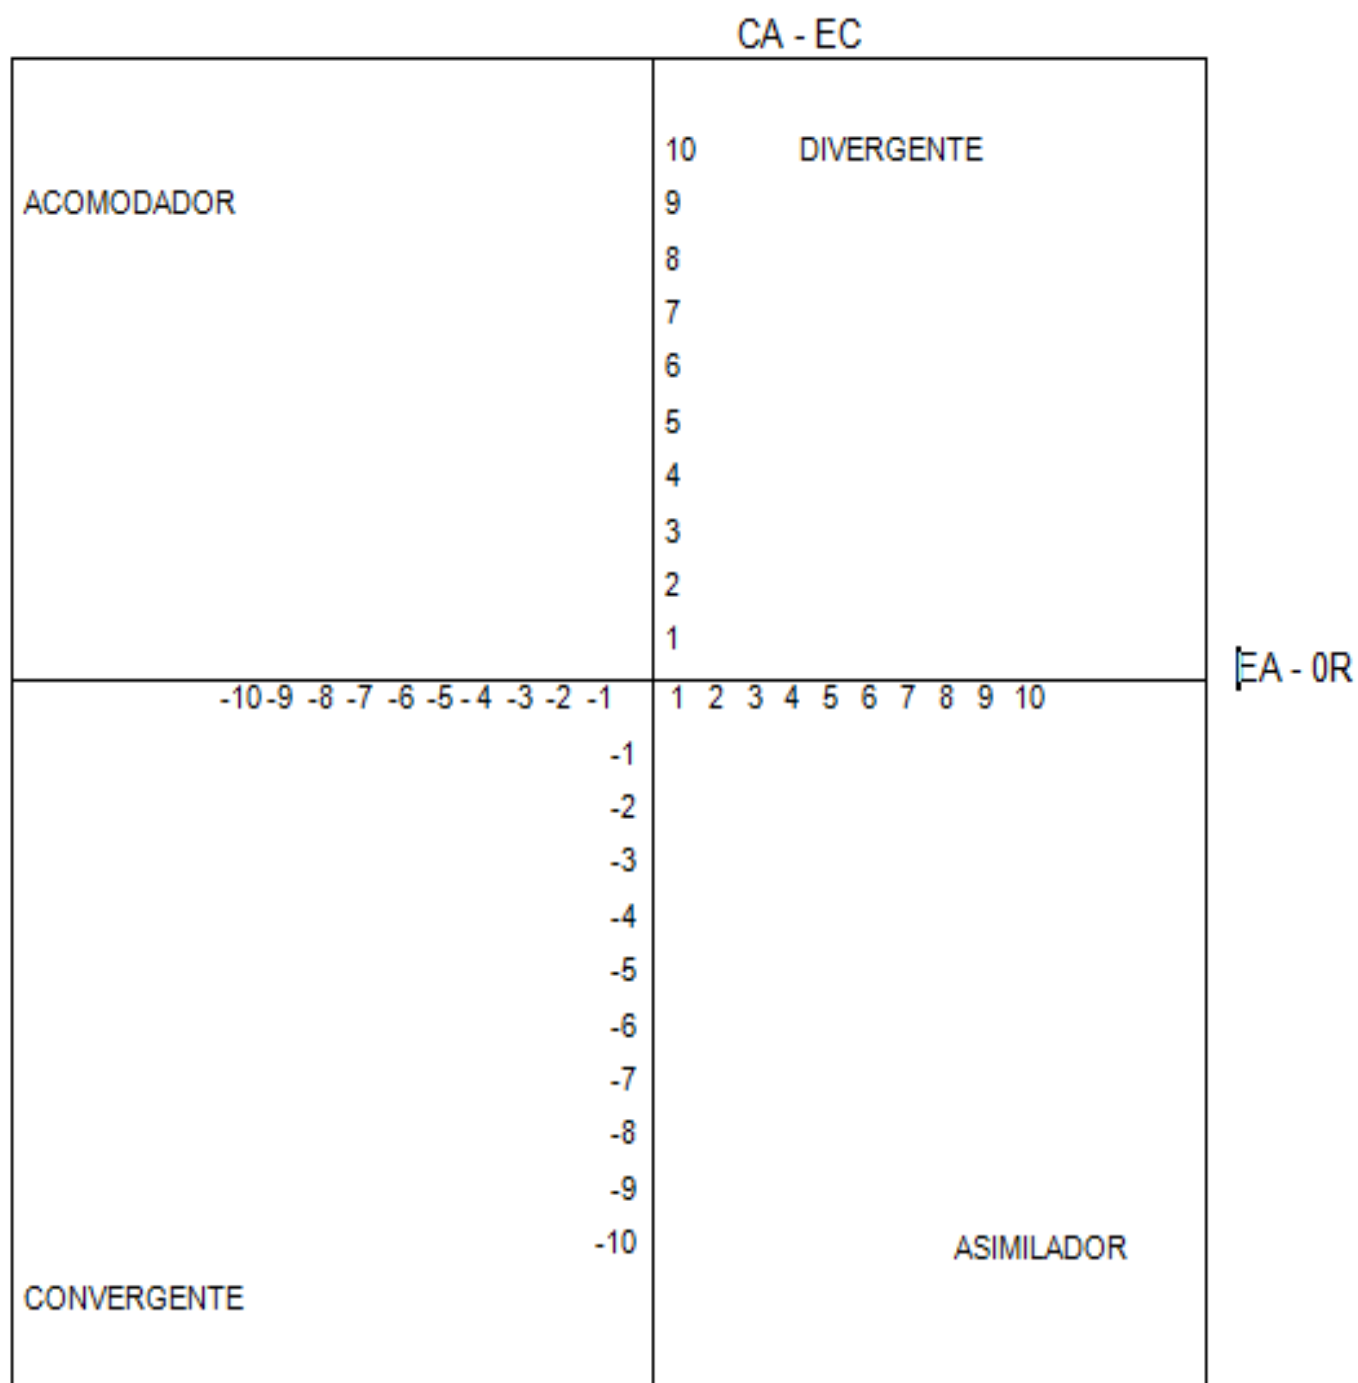 CA - EC
10 DIVERGENTE
ACOMODADOR 9
8
7
6
5
4
3
2
1
EA - 0R
-10 -9 -8 -7 -6 -5 - 4 -3 -2 -1 1 2 3 4 5 6 7 8 9 10
-1
-2
-3
-4
-5
-6
-7
-8
-9
-10 ASIMILADOR
CONVERGENTE